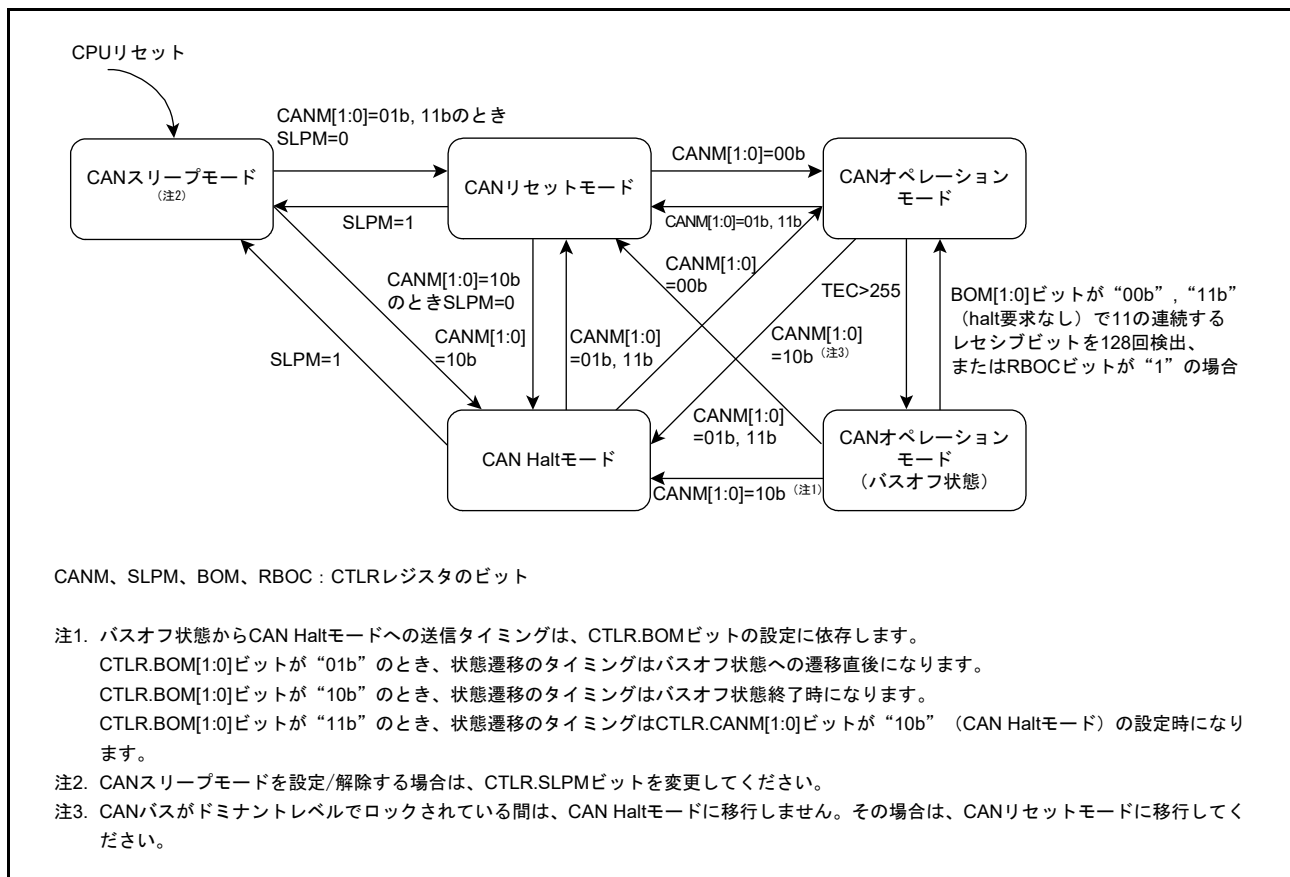 CPUリセット
CANM[1:0]=01b, 11bのとき
SLPM=0
CANM[1:0]=00b
CANスリープモード
（注2）
CANリセットモード
CANオペレーション
モード
SLPM=1
CANM[1:0]=01b, 11b
CANM[1:0]=10b
のときSLPM=0
CANM[1:0]
=00b
TEC>255
BOM[1:0]ビットが“00b”, “11b”
（halt要求なし）で11の連続する
レセシブビットを128回検出、
またはRBOCビットが“1”の場合
SLPM=1
CANM[1:0]
=10b
CANM[1:0]
=01b, 11b
CANM[1:0]
=10b（注3）
CANM[1:0]
=01b, 11b
CAN Haltモード
CANオペレーション
モード
（バスオフ状態）
CANM[1:0]=10b（注1）
CANM、SLPM、BOM、RBOC : CTLRレジスタのビット
注1. バスオフ状態からCAN Haltモードへの送信タイミングは、CTLR.BOMビットの設定に依存します。
CTLR.BOM[1:0]ビットが“01b”のとき、状態遷移のタイミングはバスオフ状態への遷移直後になります。
CTLR.BOM[1:0]ビットが“10b”のとき、状態遷移のタイミングはバスオフ状態終了時になります。
CTLR.BOM[1:0]ビットが“11b”のとき、状態遷移のタイミングはCTLR.CANM[1:0]ビットが“10b”（CAN Haltモード）の設定時になり
ます。
注2. CANスリープモードを設定/解除する場合は、CTLR.SLPMビットを変更してください。
注3. CANバスがドミナントレベルでロックされている間は、CAN Haltモードに移行しません。その場合は、CANリセットモードに移行してく
ださい。